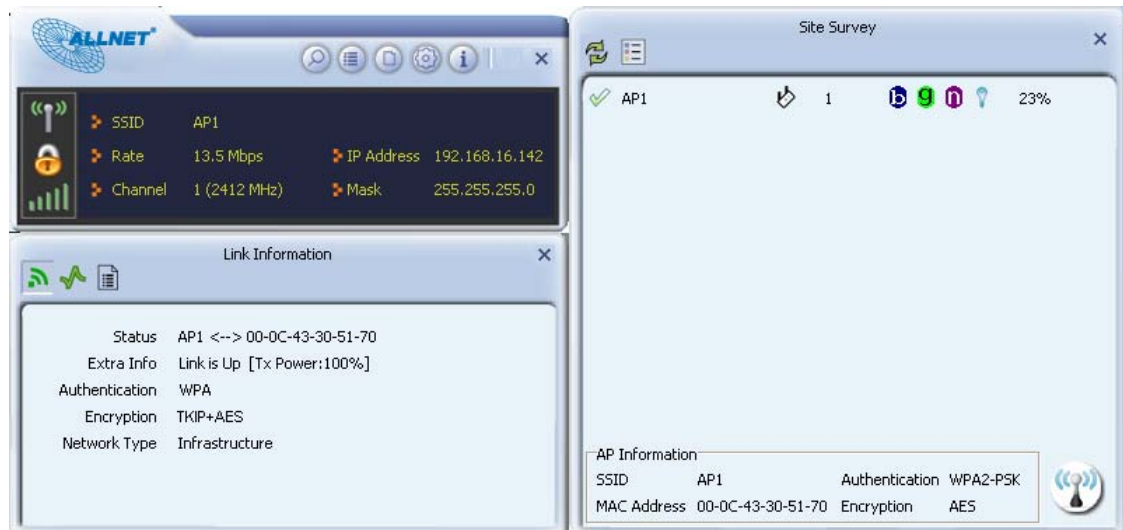 ALLNET
SSID AP1
Rate 13.5 Mbps IP Address 192.168.16.142
Channel 1 (2412 MHz) Mask 255.255.255.0
Link Information
Status AP1 <--> 00-0C-43-30-51-70
Extra Info Link is Up [Tx Power:100%]
Authentication WPA
Encryption TKIP+AES
Network Type Infrastructure
Site Survey
AP1 1 b g n 23%
AP Information
SSID AP1 Authentication WPA2-PSK
MAC Address 00-0C-43-30-51-70 Encryption AES